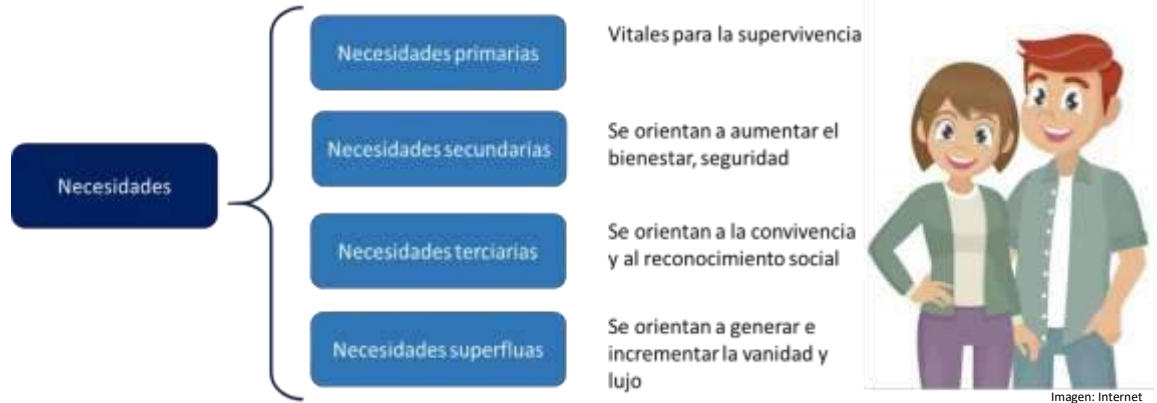 Necesidades
Necesidades primarias
Vitales para la supervivencia
Necesidades secundarias
Se orientan a aumentar el
bienestar, seguridad
Necesidades terciarias
Se orientan a la convivencia
y al reconocimiento social
Necesidades superfluas
Se orientan a generar e
incrementar la vanidad y
lujo
Imagen: Internet